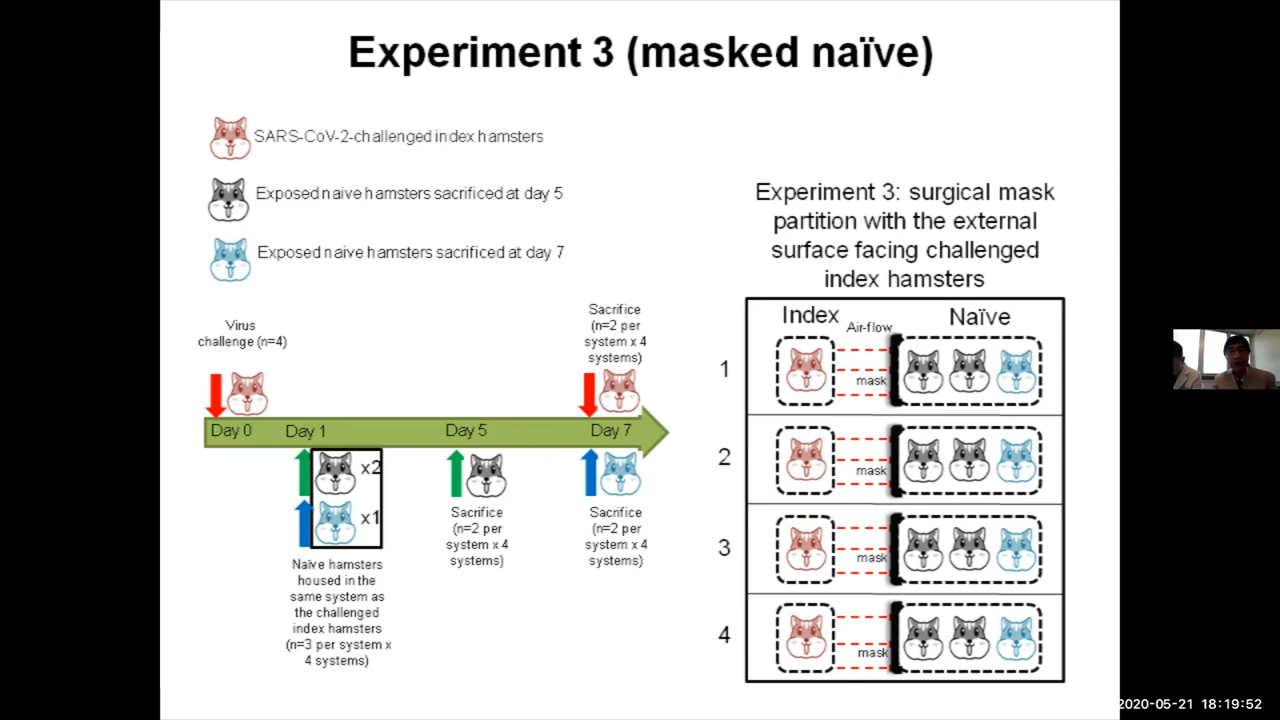 Experiment 3 (masked naïve)
SARS-CoV-2-challenged index hamsters
Exposed naive hamsters sacrificed at day 5
Exposed naive hamsters sacrificed at day 7
Virus
challenge (n=4)
Sacrifice
(n=2 per
system x 4
systems)
Day 0
Day 1
Day 5
Day 7
x2
x1
Naïve hamsters
housed in the
same system as
the challenged
index hamsters
(n=3 per system x
4 systems)
Sacrifice
(n=2 per
system x 4
systems)
Sacrifice
(n=2 per
system x 4
systems)
Experiment 3: surgical mask
partition with the external
surface facing challenged
index hamsters
Index
Air-flow
Naïve
1
mask
2
mask
3
mask
4
mask
2020-05-21 18:19:52